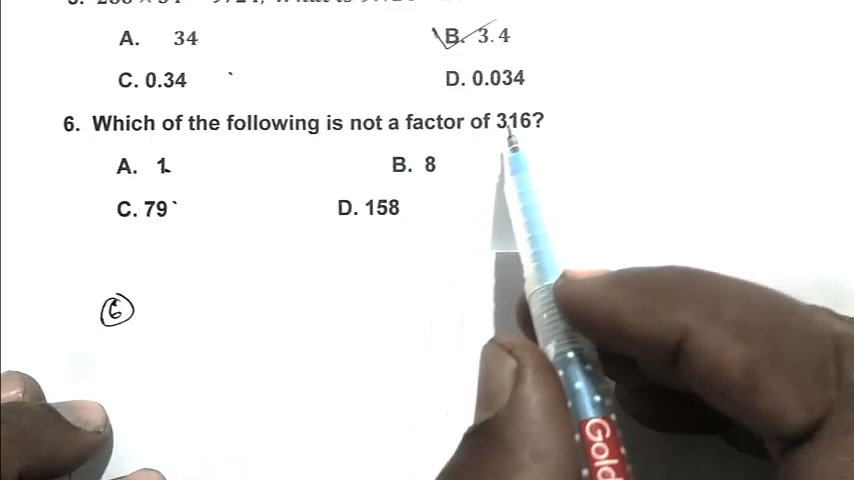 A. 34
B. 3.4
C. 0.34
D. 0.034
6. Which of the following is not a factor of 316?
A. 1
B. 8
C. 79
D. 158
6
Gold